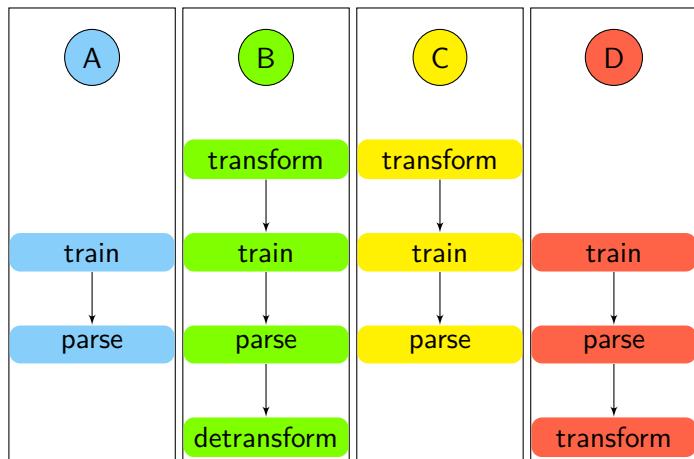 A
train
parse
B
transform
train
parse
detransform
C
transform
train
parse
D
train
parse
transform